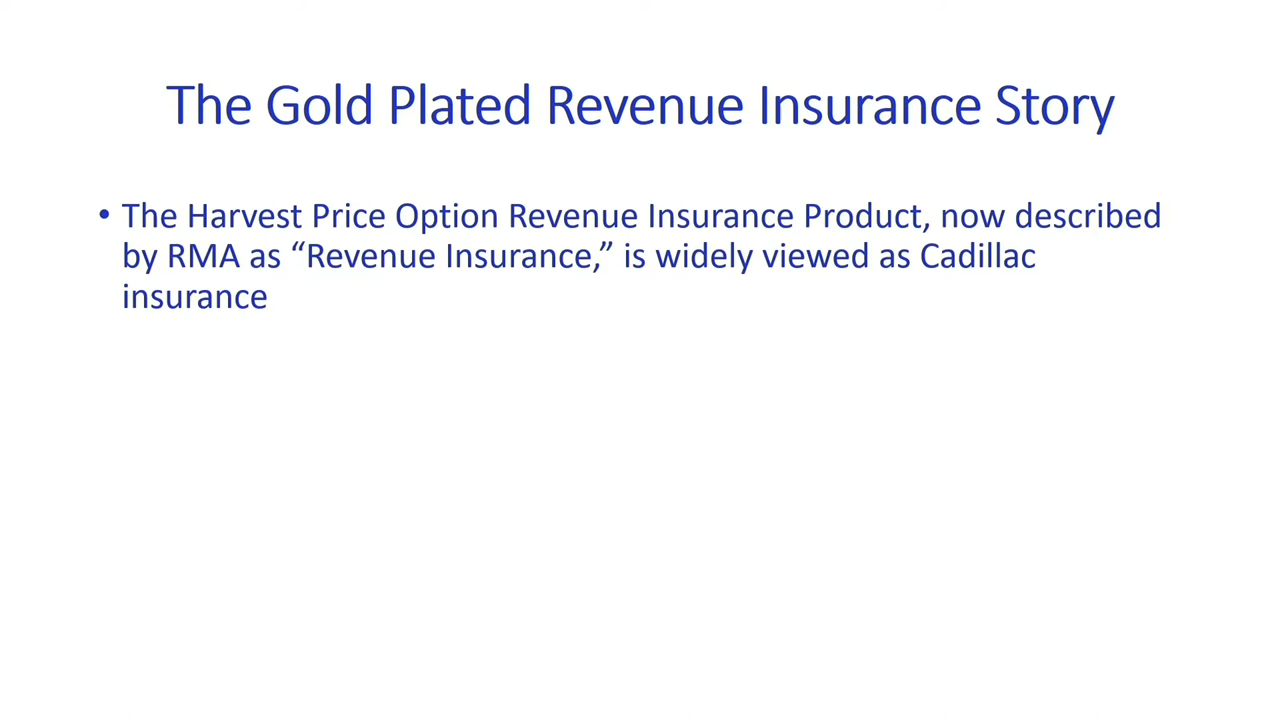 The Gold Plated Revenue Insurance Story
• The Harvest Price Option Revenue Insurance Product, now described
by RMA as “Revenue Insurance,” is widely viewed as Cadillac
insurance